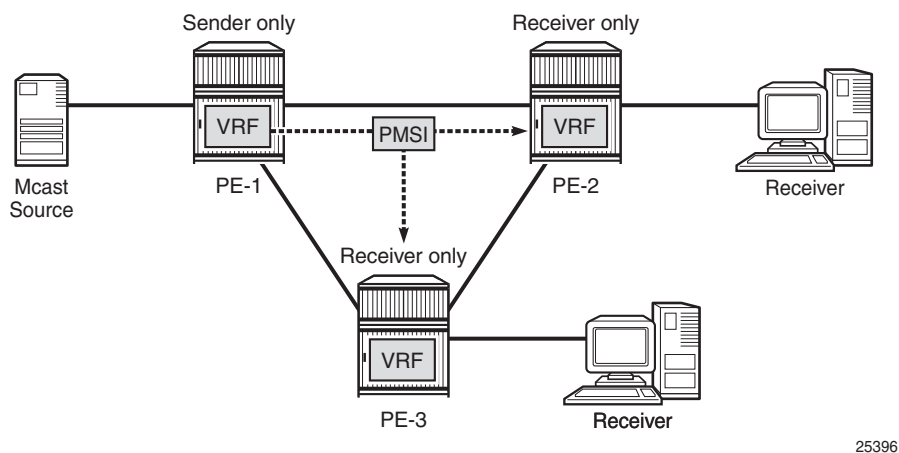 Sender only
Receiver only
VRF
PMSI
VRF
Mcast
Source
PE-1
PE-2
Receiver
Receiver only
VRF
PE-3
Receiver
25396